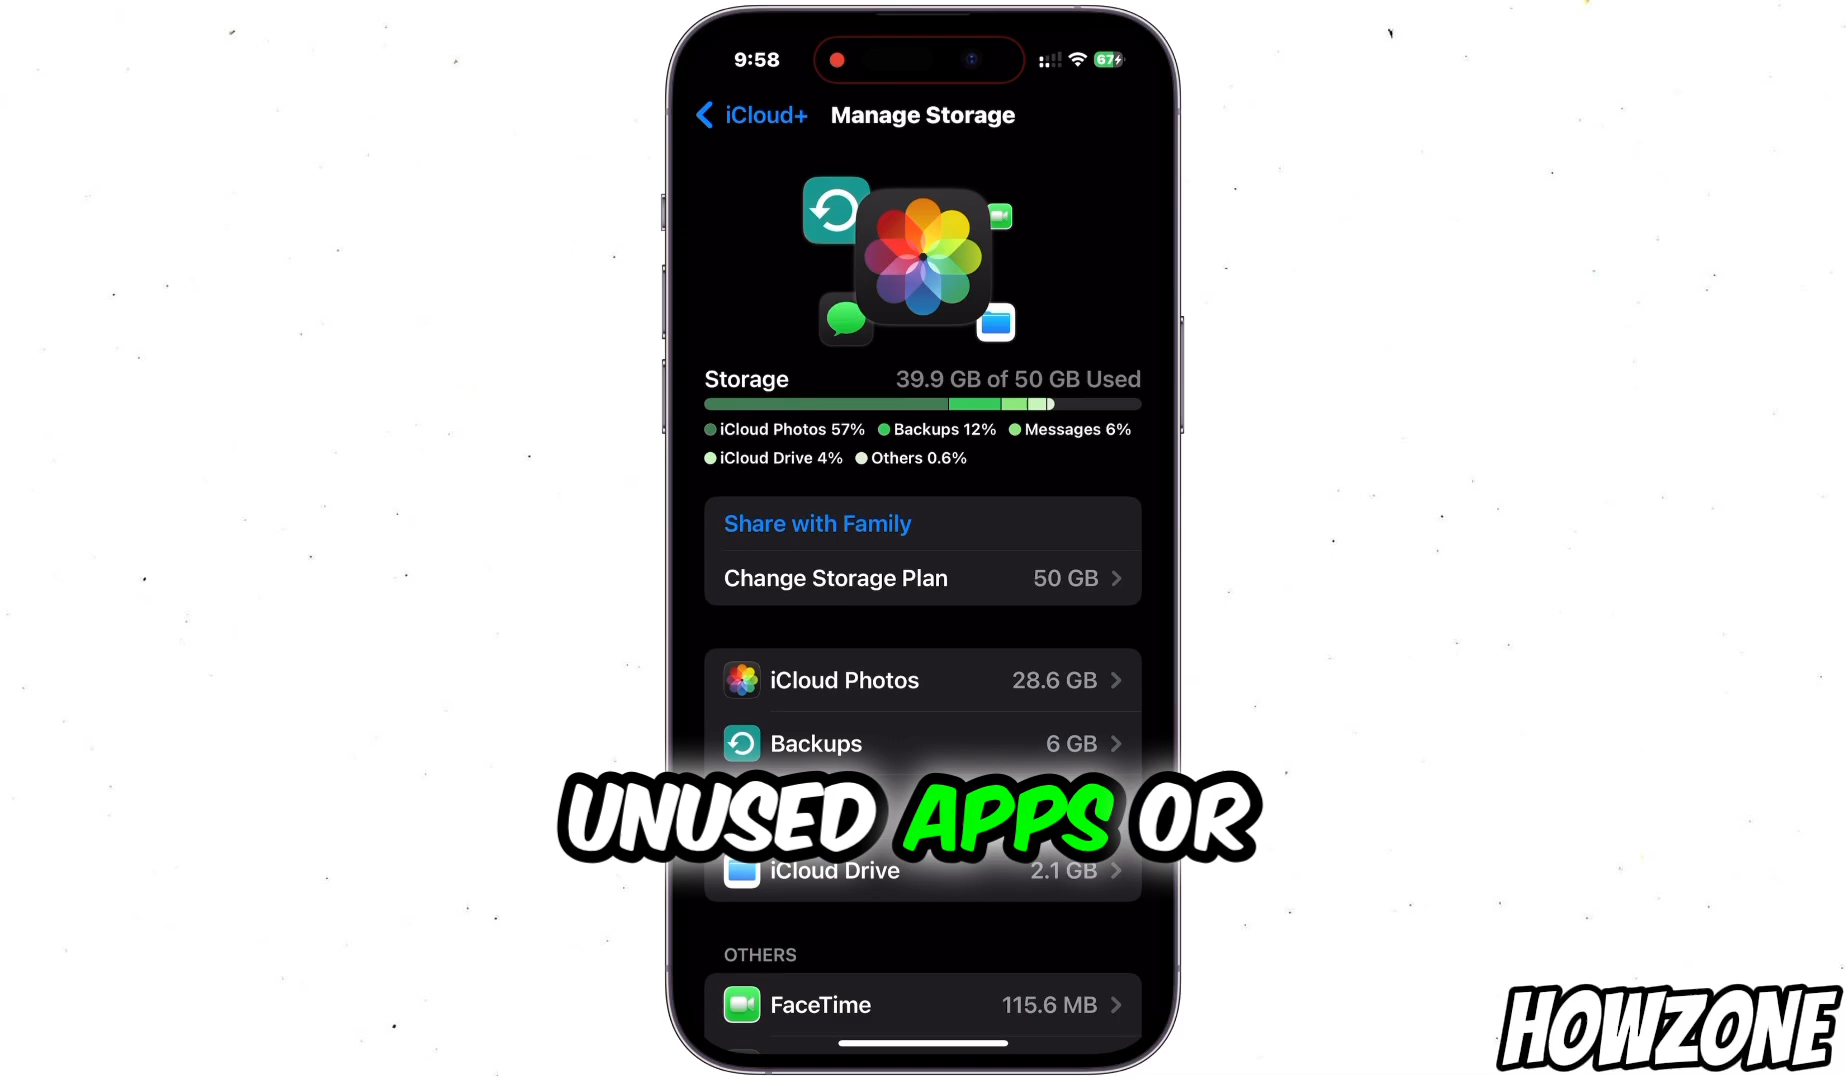 9:58
67
iCloud+ Manage Storage
Storage 39.9 GB of 50 GB Used
iCloud Photos 57% Backups 12% Messages 6%
iCloud Drive 4% Others 0.6%
Share with Family
Change Storage Plan 50 GB
iCloud Photos 28.6 GB
Backups 6 GB
UNUSED APPS OR
iCloud Drive 2.1 GB
OTHERS
FaceTime 115.6 MB
HOWZONE